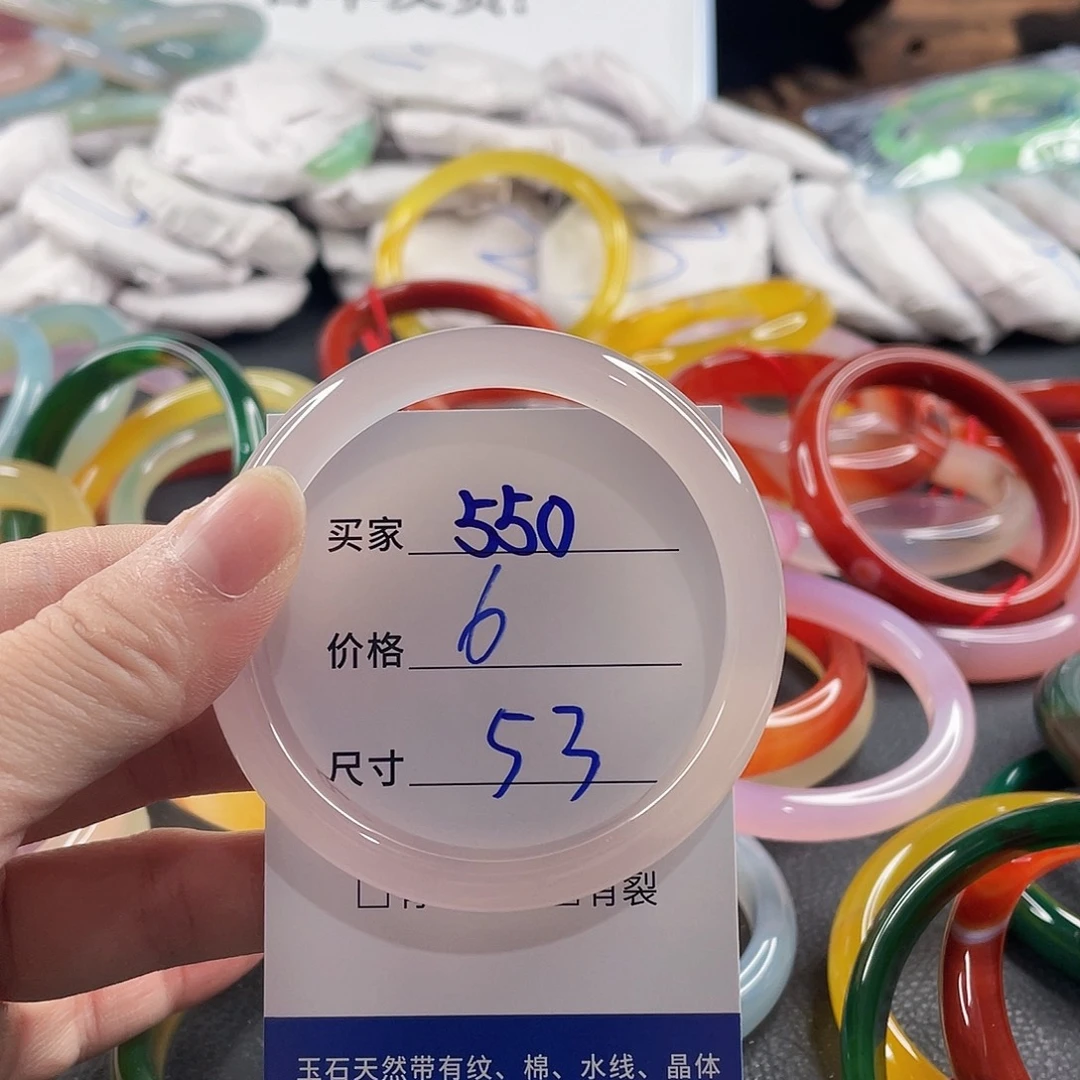 买家 550
价格 6
尺寸 53
有裂
玉石天然带有纹、棉、水线、晶体